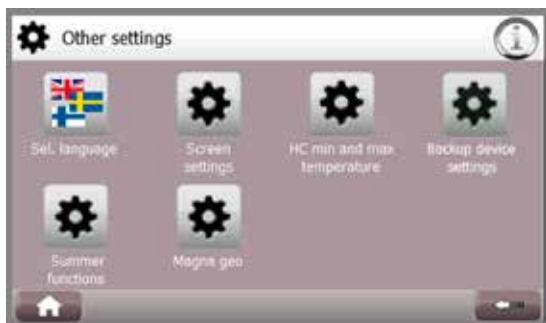 Other settings
Sel. language
Screen
settings
HC min and max
temperature
Backup device
settings
Summer
functions
Magna geo